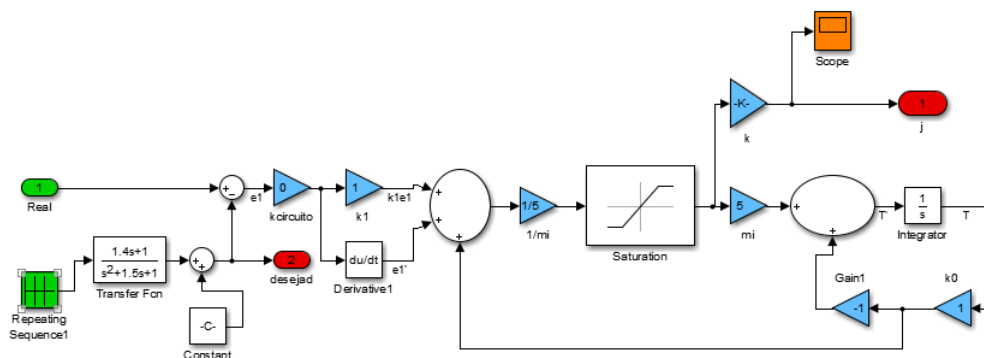 Scope
-K-
k
1
j
1
Real
+
−
e1
0
kcircuito
1
k1
k1e1
+
+
+
1/5
1/mi
Saturation
5
mi
+
+
T'
1
s
Integrator
T
1.4s+1
s²+1.5s+1
Transfer Fcn
+
+
2
desejad
du/dt
Derivative1
e1'
Repeating
Sequence1
-C-
Constant
Gain1
-1
k0
1